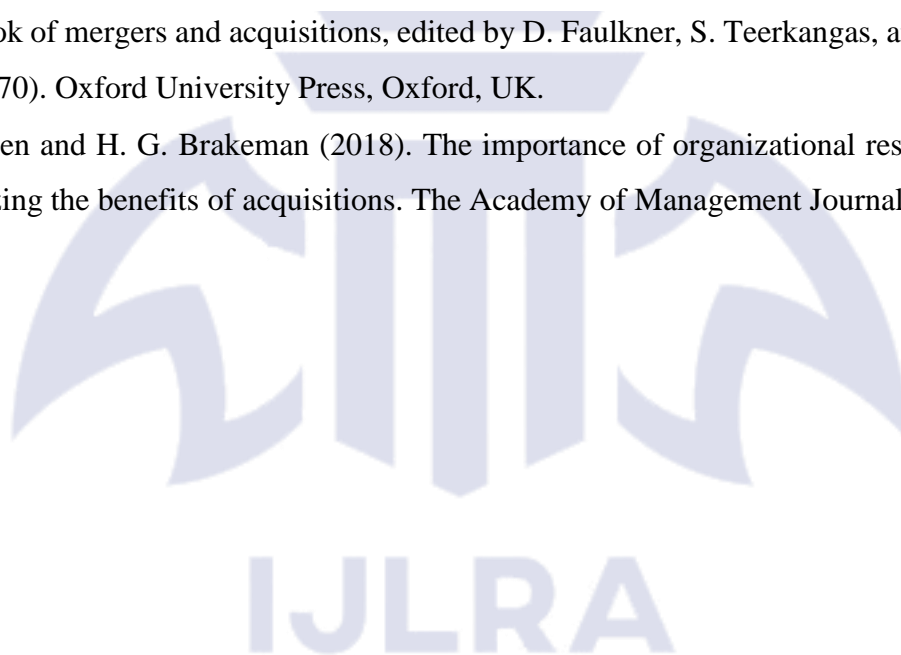 ok of mergers and acquisitions, edited by D. Faulkner, S. Teerkangas, a
70). Oxford University Press, Oxford, UK.
en and H. G. Brakeman (2018). The importance of organizational res
zing the benefits of acquisitions. The Academy of Management Journal
IJLRA